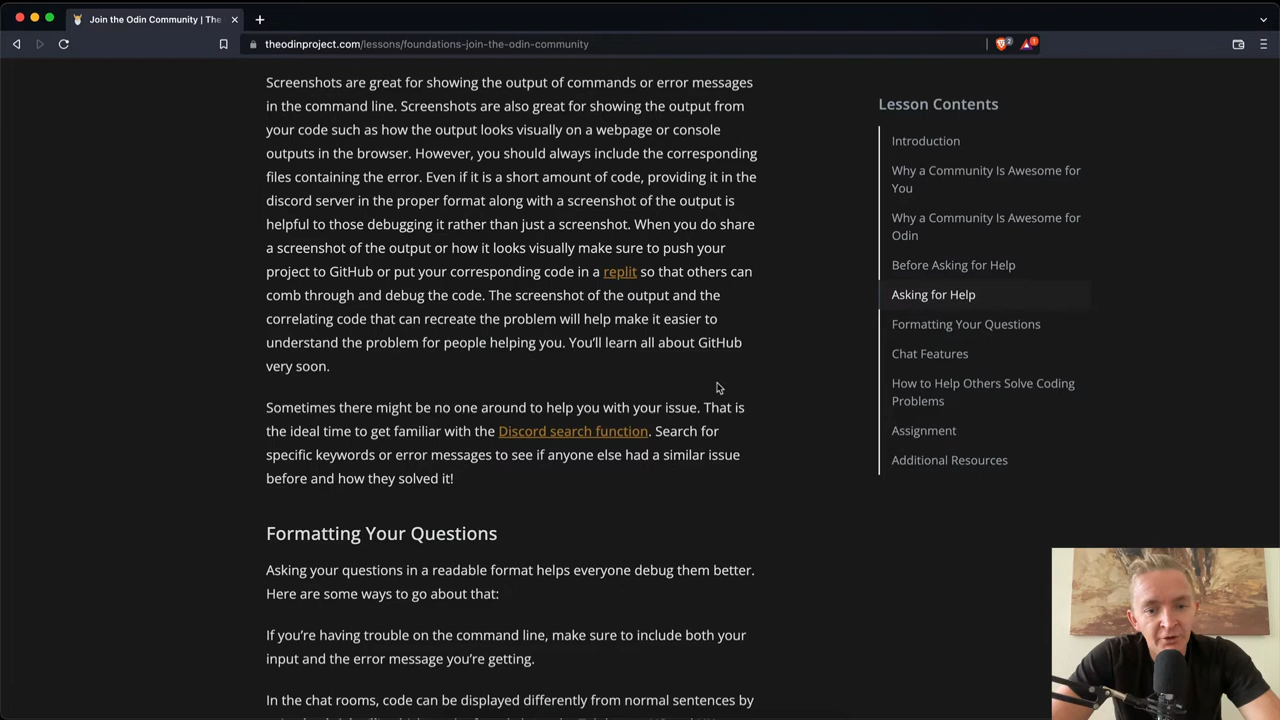 Join the Odin Community | The
theodinproject.com/lessons/foundations-join-the-odin-community
2
1
Screenshots are great for showing the output of commands or error messages
in the command line. Screenshots are also great for showing the output from
your code such as how the output looks visually on a webpage or console
outputs in the browser. However, you should always include the corresponding
files containing the error. Even if it is a short amount of code, providing it in the
discord server in the proper format along with a screenshot of the output is
helpful to those debugging it rather than just a screenshot. When you do share
a screenshot of the output or how it looks visually make sure to push your
project to GitHub or put your corresponding code in a replit so that others can
comb through and debug the code. The screenshot of the output and the
correlating code that can recreate the problem will help make it easier to
understand the problem for people helping you. You'll learn all about GitHub
very soon.
Sometimes there might be no one around to help you with your issue. That is
the ideal time to get familiar with the Discord search function. Search for
specific keywords or error messages to see if anyone else had a similar issue
before and how they solved it!
Formatting Your Questions
Asking your questions in a readable format helps everyone debug them better.
Here are some ways to go about that:
If you're having trouble on the command line, make sure to include both your
input and the error message you're getting.
In the chat rooms, code can be displayed differently from normal sentences by
Lesson Contents
Introduction
Why a Community Is Awesome for
You
Why a Community Is Awesome for
Odin
Before Asking for Help
Asking for Help
Formatting Your Questions
Chat Features
How to Help Others Solve Coding
Problems
Assignment
Additional Resources